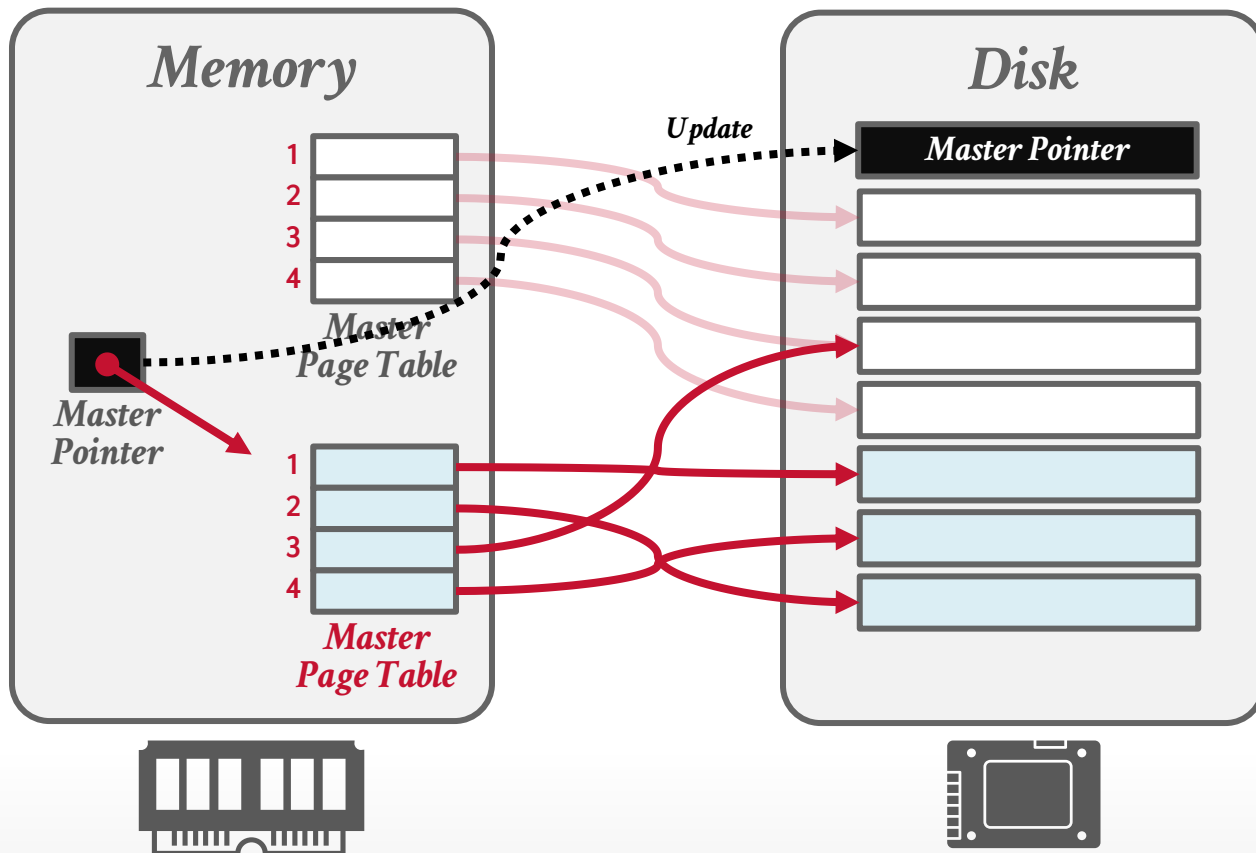 Memory
Disk
Update
Master Pointer
1
2
3
4
Master
Page Table
Master
Pointer
1
2
3
4
Master
Page Table